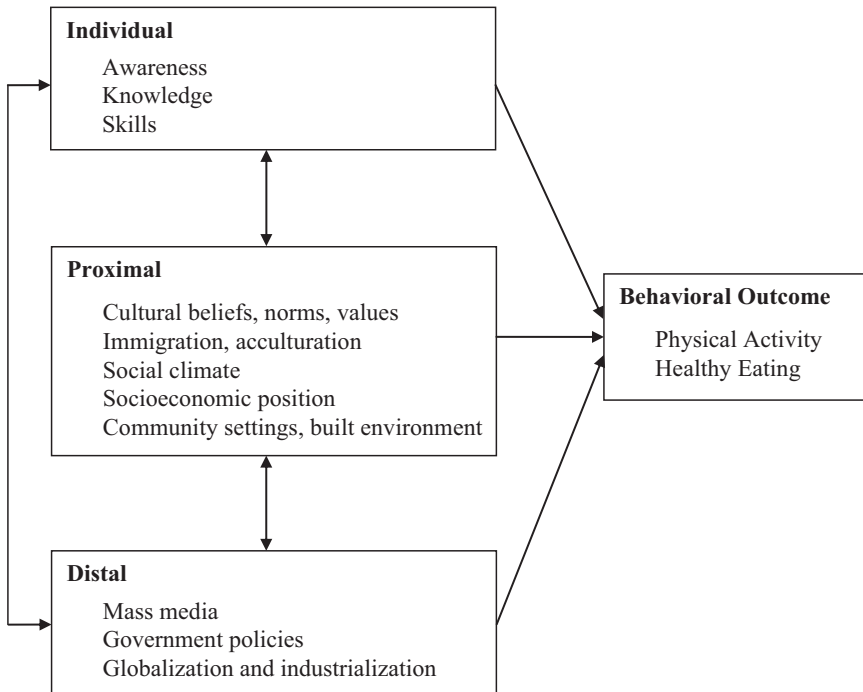 Individual
Awareness
Knowledge
Skills
Proximal
Cultural beliefs, norms, values
Immigration, acculturation
Social climate
Socioeconomic position
Community settings, built environment
Distal
Mass media
Government policies
Globalization and industrialization
Behavioral Outcome
Physical Activity
Healthy Eating